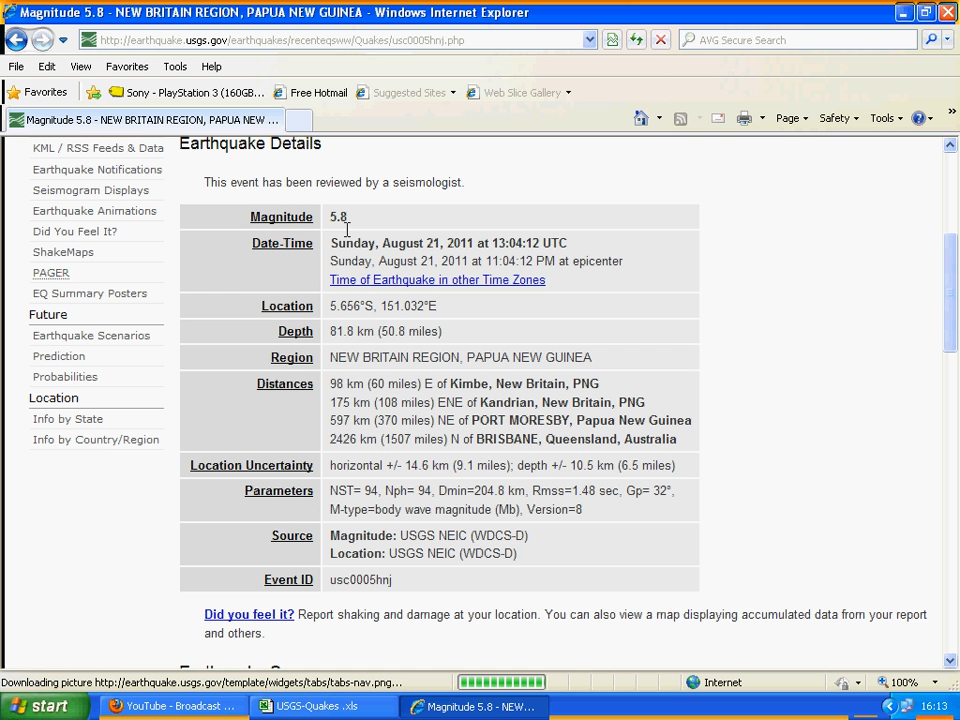 Magnitude 5.8 - NEW BRITAIN REGION, PAPUA NEW GUINEA - Windows Internet Explorer
http://earthquake.usgs.gov/earthquakes/recenteqsww/Quakes/usc0005hnj.php
AVG Secure Search
File Edit View Favorites Tools Help
Favorites Sony - PlayStation 3 (160GB... Free Hotmail Suggested Sites Web Slice Gallery
Magnitude 5.8 - NEW BRITAIN REGION, PAPUA NEW ... Page Safety Tools
KML / RSS Feeds & Data
Earthquake Notifications
Seismogram Displays
Earthquake Animations
Did You Feel It?
ShakeMaps
PAGER
EQ Summary Posters
Future
Earthquake Scenarios
Prediction
Probabilities
Location
Info by State
Info by Country/Region
Earthquake Details
This event has been reviewed by a seismologist.
Magnitude 5.8
Date-Time Sunday, August 21, 2011 at 13:04:12 UTC
Sunday, August 21, 2011 at 11:04:12 PM at epicenter
Time of Earthquake in other Time Zones
Location 5.656°S, 151.032°E
Depth 81.8 km (50.8 miles)
Region NEW BRITAIN REGION, PAPUA NEW GUINEA
Distances 98 km (60 miles) E of Kimbe, New Britain, PNG
175 km (108 miles) ENE of Kandrian, New Britain, PNG
597 km (370 miles) NE of PORT MORESBY, Papua New Guinea
2426 km (1507 miles) N of BRISBANE, Queensland, Australia
Location Uncertainty horizontal +/- 14.6 km (9.1 miles); depth +/- 10.5 km (6.5 miles)
Parameters NST= 94, Nph= 94, Dmin=204.8 km, Rmss=1.48 sec, Gp= 32°,
M-type=body wave magnitude (Mb), Version=8
Source Magnitude: USGS NEIC (WDCS-D)
Location: USGS NEIC (WDCS-D)
Event ID usc0005hnj
Did you feel it? Report shaking and damage at your location. You can also view a map displaying accumulated data from your report
and others.
Downloading picture http://earthquake.usgs.gov/template/widgets/tabs/tabs-nav.png... Internet 100%
start YouTube - Broadcast ... USGS-Quakes .xls Magnitude 5.8 - NEW... 16:13